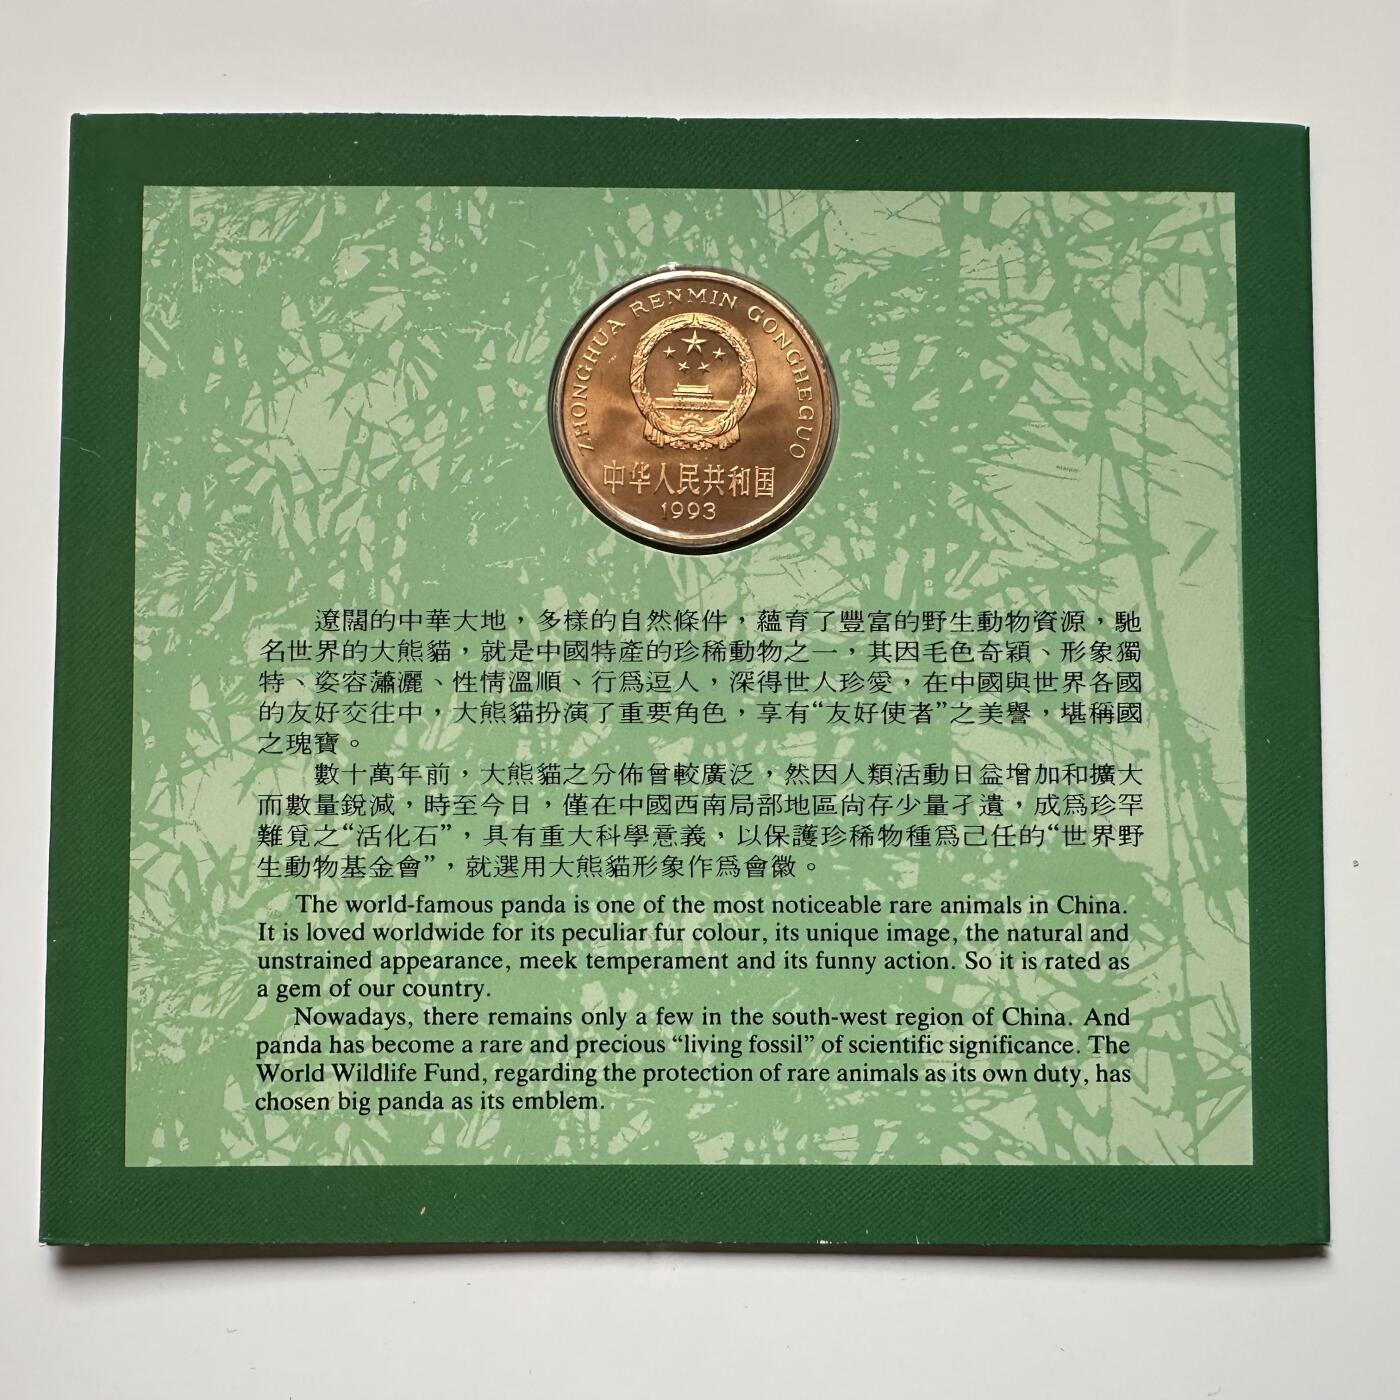 ZHONGHUA RENMIN GONGHEGUO
中华人民共和国
1993
遼闊的中華大地，多樣的自然條件，蘊育了豐富的野生動物資源，馳
名世界的大熊貓，就是中國特產的珍稀動物之一，其因毛色奇穎、形象獨
特、姿容瀟灑、性情溫順、行爲逗人，深得世人珍愛，在中國與世界各國
的友好交往中，大熊貓扮演了重要角色，享有“友好使者”之美譽，堪稱國
之瑰寶。
數十萬年前，大熊貓之分佈曾較廣泛，然因人類活動日益增加和擴大
而數量銳減，時至今日，僅在中國西南局部地區尚存少量孑遺，成爲珍罕
難覓之“活化石”，具有重大科學意義，以保護珍稀物種爲己任的“世界野
生動物基金會”，就選用大熊貓形象作爲會徽。
The world-famous panda is one of the most noticeable rare animals in China.
It is loved worldwide for its peculiar fur colour, its unique image, the natural and
unstrained appearance, meek temperament and its funny action. So it is rated as
a gem of our country.
Nowadays, there remains only a few in the south-west region of China. And
panda has become a rare and precious “living fossil” of scientific significance. The
World Wildlife Fund, regarding the protection of rare animals as its own duty, has
chosen big panda as its emblem.